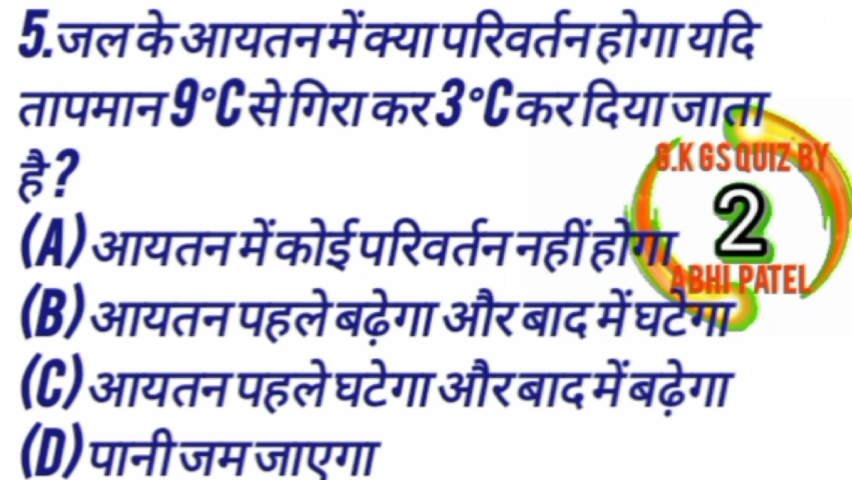 5.जल के आयतन में क्या परिवर्तन होगा यदि
तापमान 9°C से गिरा कर 3°C कर दिया जाता
है?
G.K GS QUIZ BY
2
ABHI PATEL
(A) आयतन में कोई परिवर्तन नहीं होगा
(B) आयतन पहले बढ़ेगा और बाद में घटेगा
(C) आयतन पहले घटेगा और बाद में बढ़ेगा
(D) पानी जम जाएगा